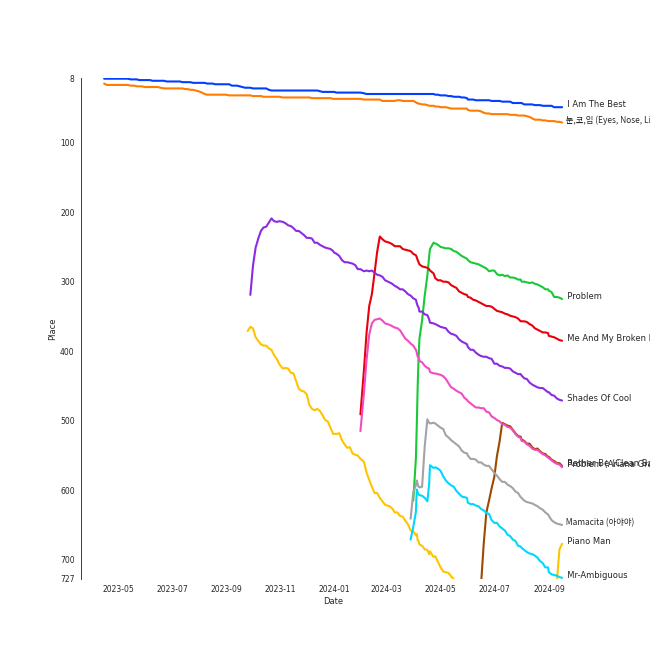 8
100
200
300
400
500
600
700
727
Place
2023-05
2023-07
2023-09
2023-11
2024-01
2024-03
2024-05
2024-07
2024-09
Date
I Am The Best
눈,코,입 (Eyes, Nose, Li
Problem
Me And My Broken
Shades Of Cool
Mamacita (아야야)
Piano Man
Mr-Ambiguous